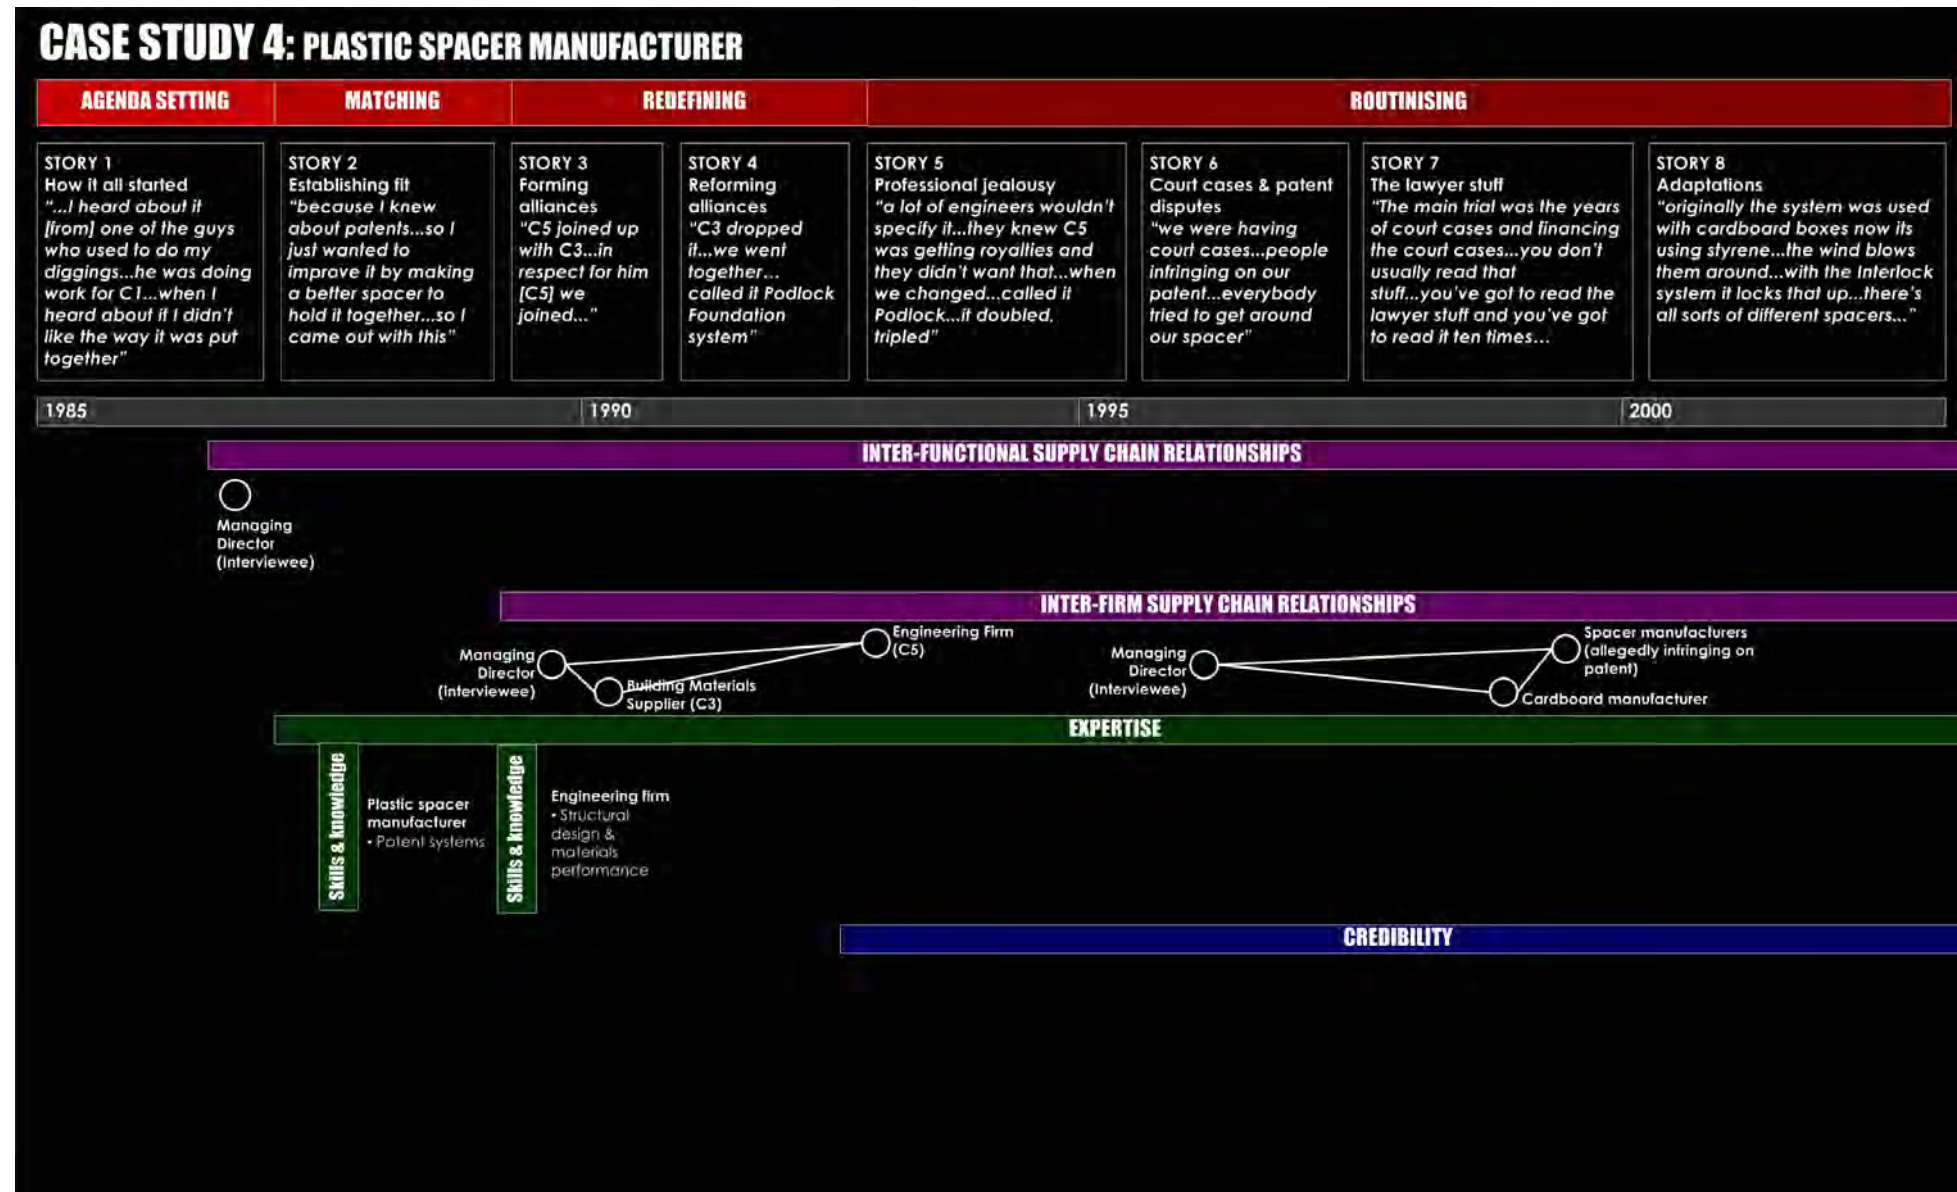 CASE STUDY 4: PLASTIC SPACER MANUFACTURER
AGENDA SETTING
MATCHING
REDEFINING
ROUTINISING
STORY 1
How it all started
"...I heard about it
[from] one of the guys
who used to do my
diggings...he was doing
work for C1...when I
heard about it I didn't
like the way it was put
together"
STORY 2
Establishing fit
"because I knew
about patents...so I
just wanted to
improve it by making
a better spacer to
hold it together...so I
came out with this"
STORY 3
Forming
alliances
"C5 joined up
with C3...in
respect for him
[C5] we
joined..."
STORY 4
Reforming
alliances
"C3 dropped
it...we went
together...
called it Podlock
Foundation
system"
STORY 5
Professional jealousy
"a lot of engineers wouldn't
specify it...they knew C5
was getting royalties and
they didn't want that...when
we changed...called it
Podlock...it doubled,
tripled"
STORY 6
Court cases & patent
disputes
"we were having
court cases...people
infringing on our
patent...everybody
tried to get around
our spacer"
STORY 7
The lawyer stuff
"The main trial was the years
of court cases and financing
the court cases...you don't
usually read that
stuff...you've got to read the
lawyer stuff and you've got
to read it ten times...
STORY 8
Adaptations
"originally the system was used
with cardboard boxes now its
using styrene...the wind blows
them around...with the Interlock
system it locks that up...there's
all sorts of different spacers..."
1985
1990
1995
2000
INTER-FUNCTIONAL SUPPLY CHAIN RELATIONSHIPS
Managing
Director
(Interviewee)
INTER-FIRM SUPPLY CHAIN RELATIONSHIPS
Managing
Director
(interviewee)
Building Materials
Supplier (C3)
Engineering Firm
(C5)
Managing
Director
(Interviewee)
Spacer manufacturers
(allegedly infringing on
patent)
Cardboard manufacturer
EXPERTISE
Skills & knowledge
Plastic spacer
manufacturer
• Patent systems
Skills & knowledge
Engineering firm
• Structural
design &
materials
performance
CREDIBILITY